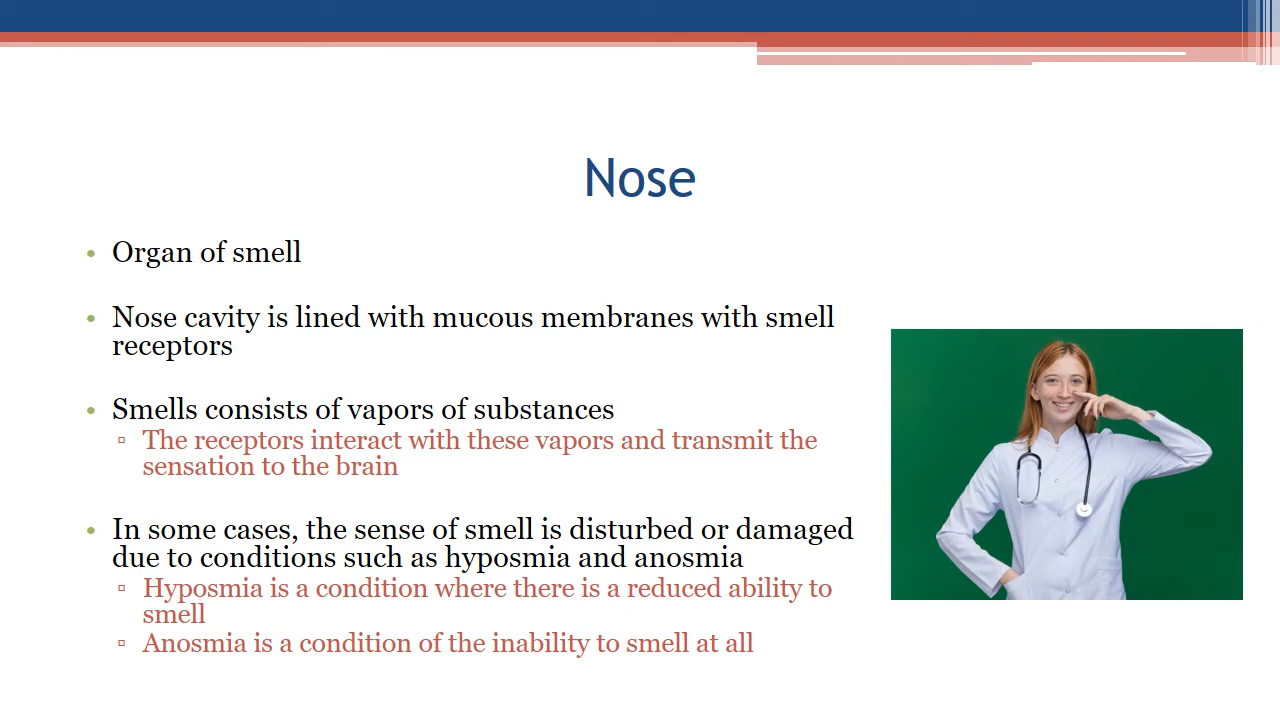 Nose
• Organ of smell
• Nose cavity is lined with mucous membranes with smell
receptors
• Smells consists of vapors of substances
▫ The receptors interact with these vapors and transmit the
sensation to the brain
• In some cases, the sense of smell is disturbed or damaged
due to conditions such as hyposmia and anosmia
▫ Hyposmia is a condition where there is a reduced ability to
smell
▫ Anosmia is a condition of the inability to smell at all